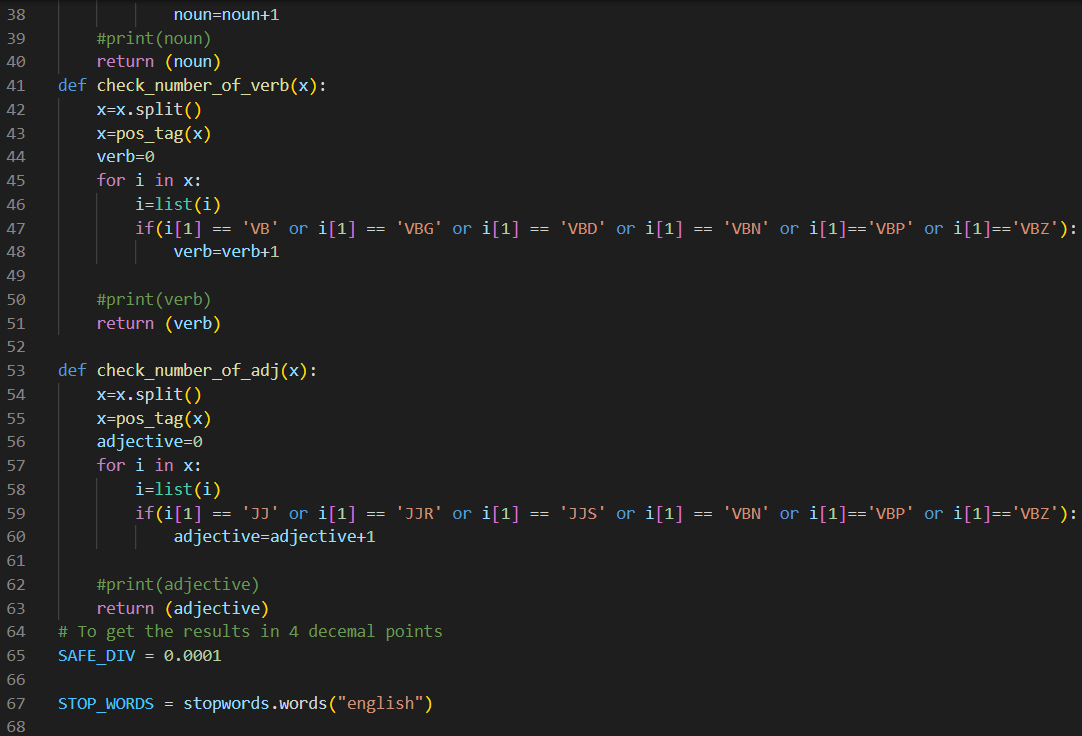 38 noun=noun+1
39 #print(noun)
40 return (noun)
41 def check_number_of_verb(x):
42 x=x.split()
43 x=pos_tag(x)
44 verb=0
45 for i in x:
46 i=list(i)
47 if(i[1] == 'VB' or i[1] == 'VBG' or i[1] == 'VBD' or i[1] == 'VBN' or i[1]=='VBP' or i[1]=='VBZ'):
48 verb=verb+1
49
50 #print(verb)
51 return (verb)
52
53 def check_number_of_adj(x):
54 x=x.split()
55 x=pos_tag(x)
56 adjective=0
57 for i in x:
58 i=list(i)
59 if(i[1] == 'JJ' or i[1] == 'JJR' or i[1] == 'JJS' or i[1] == 'VBN' or i[1]=='VBP' or i[1]=='VBZ'):
60 adjective=adjective+1
61
62 #print(adjective)
63 return (adjective)
64 # To get the results in 4 decemal points
65 SAFE_DIV = 0.0001
66
67 STOP_WORDS = stopwords.words("english")
68